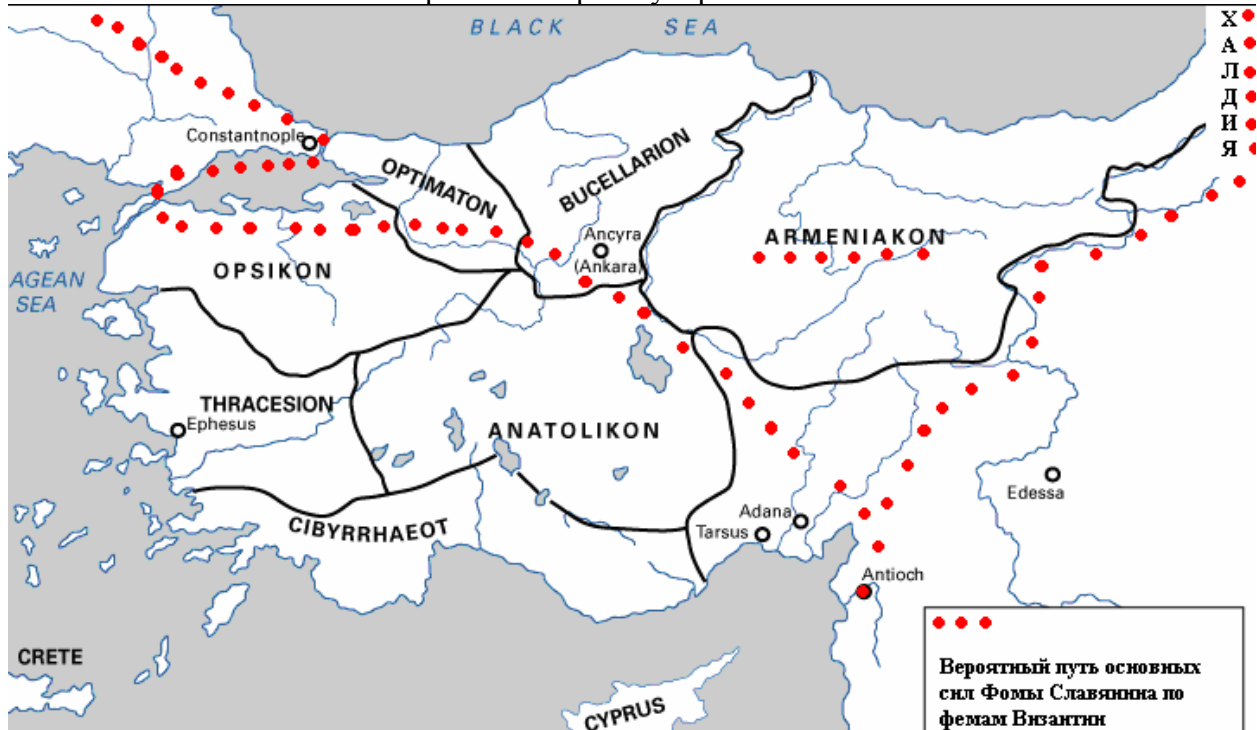 BLACK SEA
Х
А
Л
Д
И
Я
Constantnople
OPTIMATON
BUCELLARION
Ancyra
(Ankara)
ARMENIAKON
OPSIKON
AGEAN
SEA
THRACESION
Ephesus
ANATOLIKON
Edessa
CIBYRRHAEOT
Adana
Tarsus
Antioch
CRETE
CYPRUS
Вероятный путь основных
сил Фомы Славянина по
фемам Византии